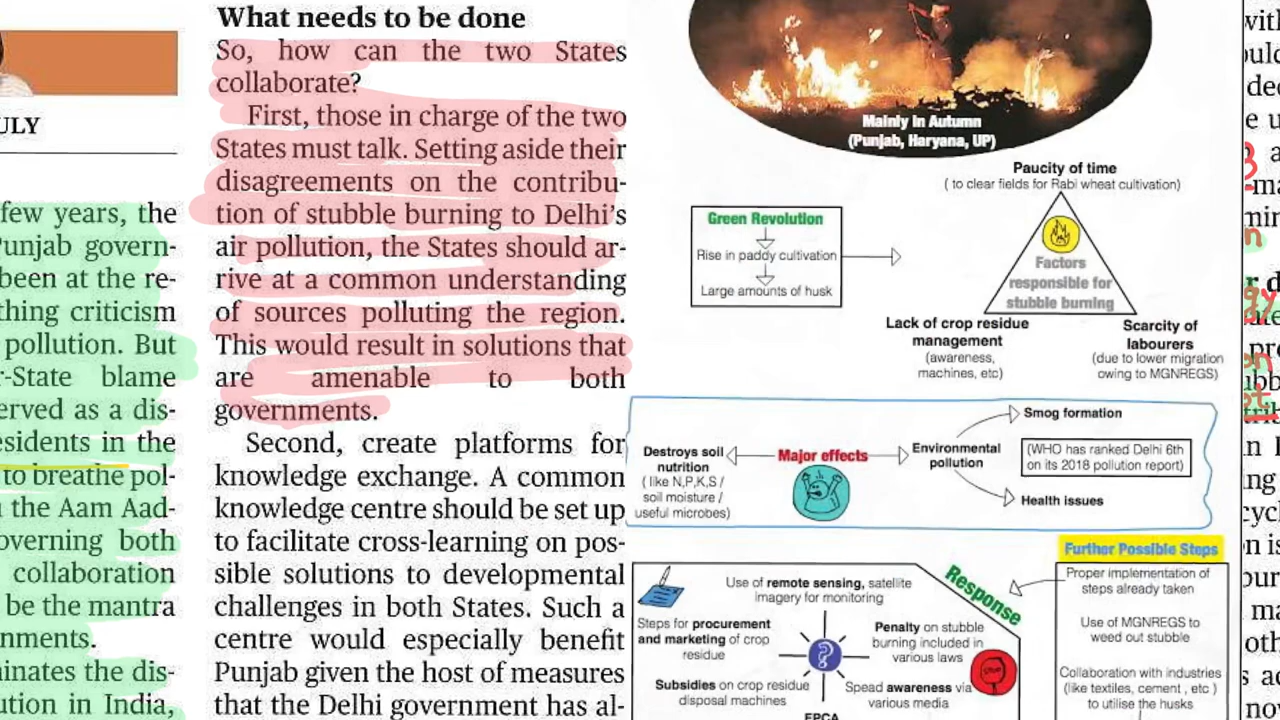 ULY
few years, the
Punjab govern-
been at the re-
thing criticism
pollution. But
r-State blame
erved as a dis-
esidents in the
to breathe pol-
the Aam Aad-
overning both
collaboration
be the mantra
nments.
minates the dis-
ution in India,
What needs to be done
So, how can the two States
collaborate?
First, those in charge of the two
States must talk. Setting aside their
disagreements on the contribu-
tion of stubble burning to Delhi's
air pollution, the States should ar-
rive at a common understanding
of sources polluting the region.
This would result in solutions that
are amenable to both
governments.
Second, create platforms for
knowledge exchange. A common
knowledge centre should be set up
to facilitate cross-learning on pos-
sible solutions to developmental
challenges in both States. Such a
centre would especially benefit
Punjab given the host of measures
that the Delhi government has al-
Mainly in Autumn
(Punjab, Haryana, UP)
Paucity of time
( to clear fields for Rabi wheat cultivation)
Green Revolution
Rise in paddy cultivation
Large amounts of husk
Factors
responsible for
stubble burning
Lack of crop residue
management
(awareness,
machines, etc)
Scarcity of
labourers
(due to lower migration
owing to MGNREGS)
Destroys soil
nutrition
( like N,P,K,S /
soil moisture /
useful microbes)
Major effects
Environmental
pollution
Smog formation
(WHO has ranked Delhi 6th
on its 2018 pollution report)
Health issues
Response
Use of remote sensing, satellite
imagery for monitoring
Steps for procurement
and marketing of crop
residue
Penalty on stubble
burning included in
various laws
Subsidies on crop residue
disposal machines
Spead awareness via
various media
EPCA
Further Possible Steps
Proper implementation of
steps already taken
Use of MGNREGS to
weed out stubble
Collaboration with industries
(like textiles, cement , etc )
to utilise the husks